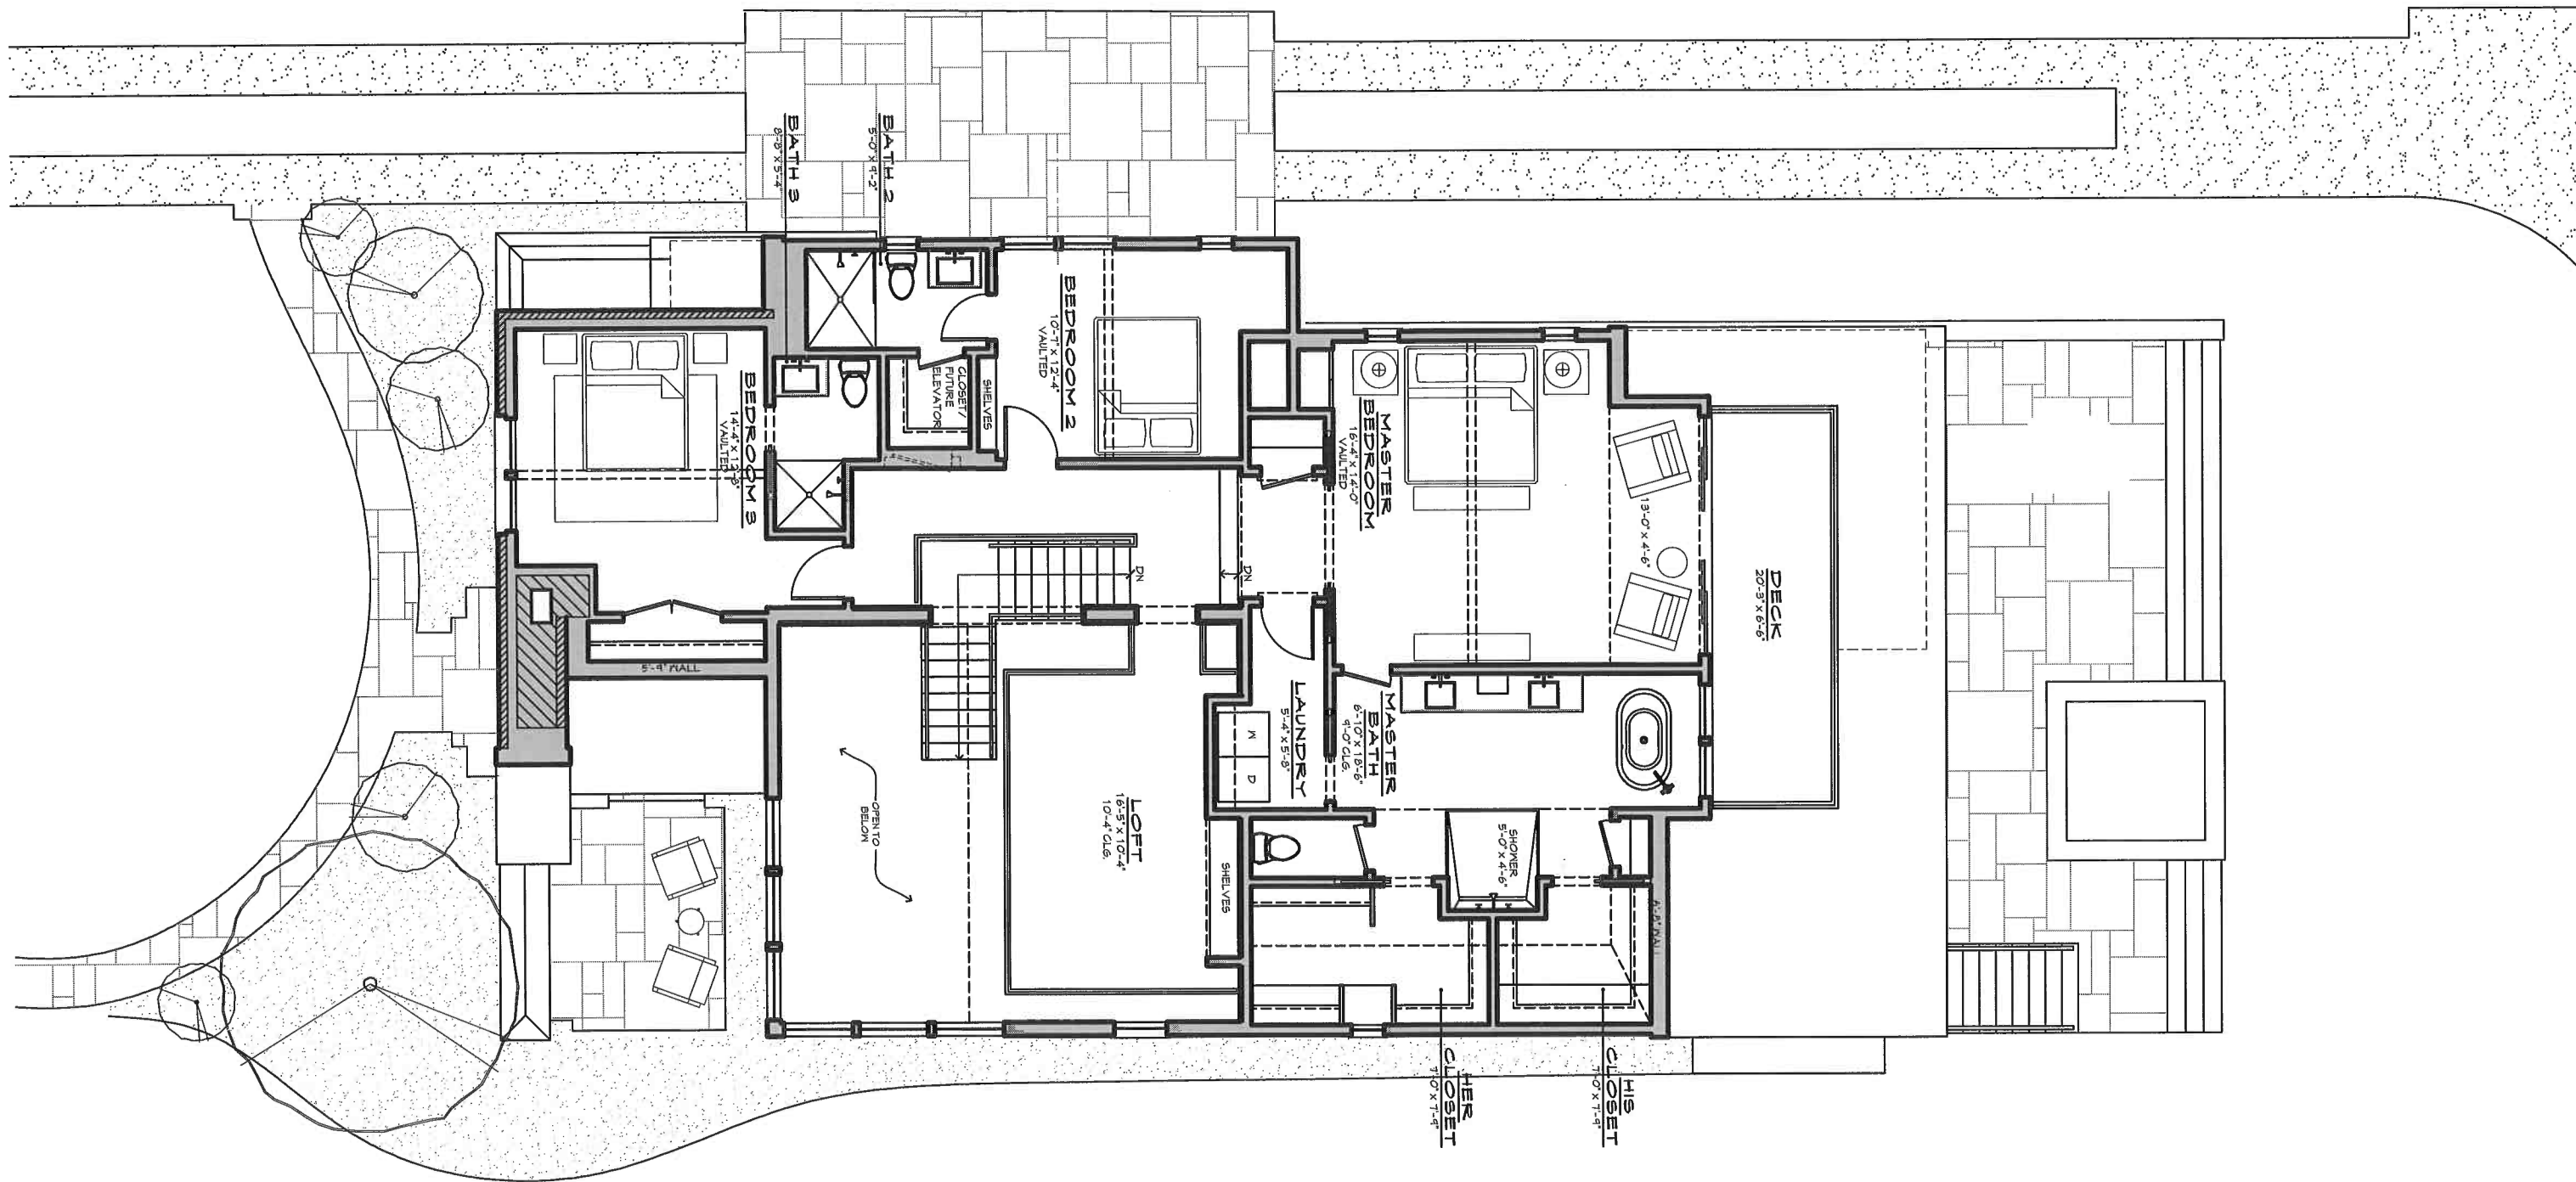 BATH 3
8'-8" X 5'-4"
BATH 2
5'-0" X 9'-2"
BEDROOM 2
10'-7" X 12'-4"
VAULTED
CLOSET/
FUTURE
ELEVATOR
SHELVES
BEDROOM 3
14'-4" X 12'-8"
VAULTED
MASTER
BEDROOM
16'-4" X 14'-0"
VAULTED
13'-0" X 4'-6"
DECK
20'-3" X 6'-6"
DN
DN
5'-9" WALL
LAUNDRY
5'-4" X 5'-8"
W
D
MASTER
BATH
6'-10" X 18'-6"
9'-0" CLG.
OPEN TO
BELOW
LOFT
16'-5" X 10'-4"
10'-4" CLG.
SHELVES
SHOWER
5'-0" X 4'-6"
WALL
HER
CLOSET
7'-0" X 7'-9"
HIS
CLOSET
7'-0" X 7'-9"